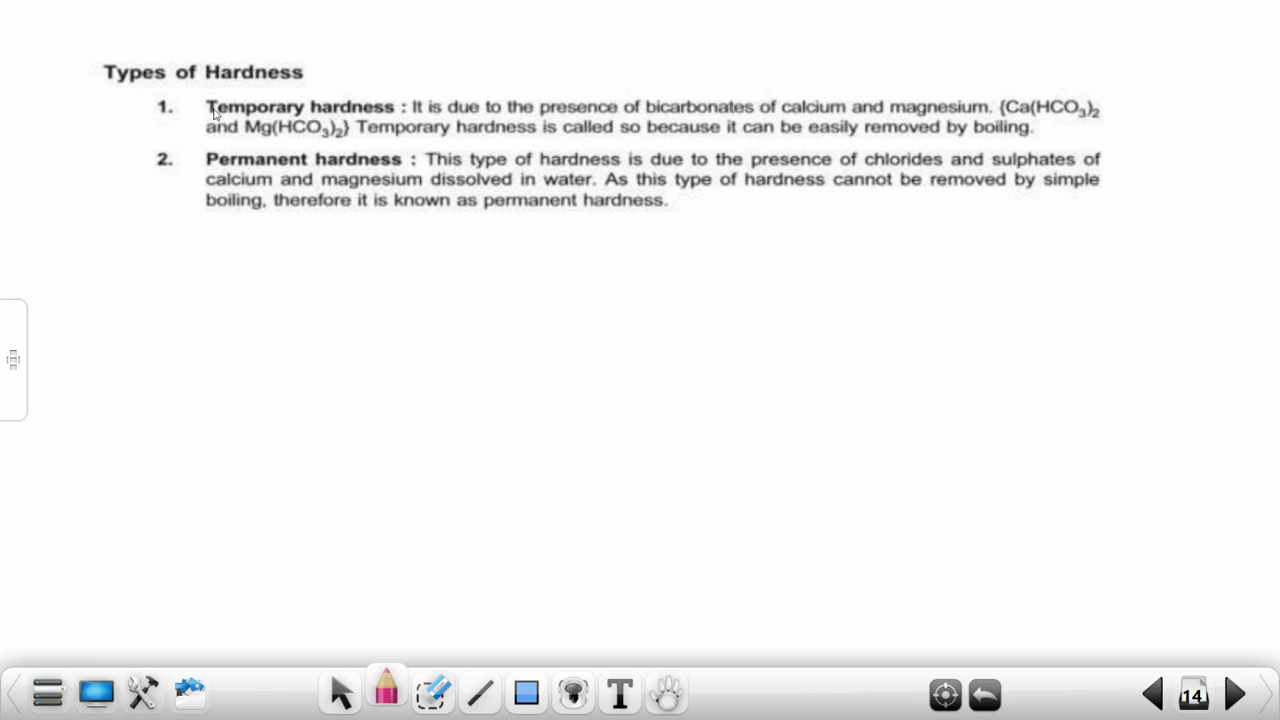 Types of Hardness
1. Temporary hardness : It is due to the presence of bicarbonates of calcium and magnesium. {Ca(HCO₃)₂
and Mg(HCO₃)₂} Temporary hardness is called so because it can be easily removed by boiling.
2. Permanent hardness : This type of hardness is due to the presence of chlorides and sulphates of
calcium and magnesium dissolved in water. As this type of hardness cannot be removed by simple
boiling, therefore it is known as permanent hardness.
T
14